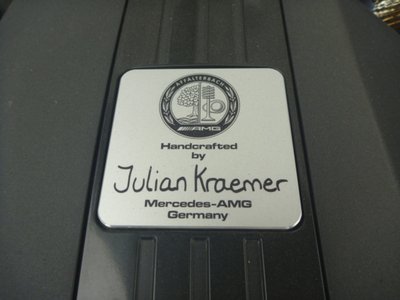 AFFALTERBACH
AMG
Handcrafted
by
Julian Kraemer
Mercedes-AMG
Germany